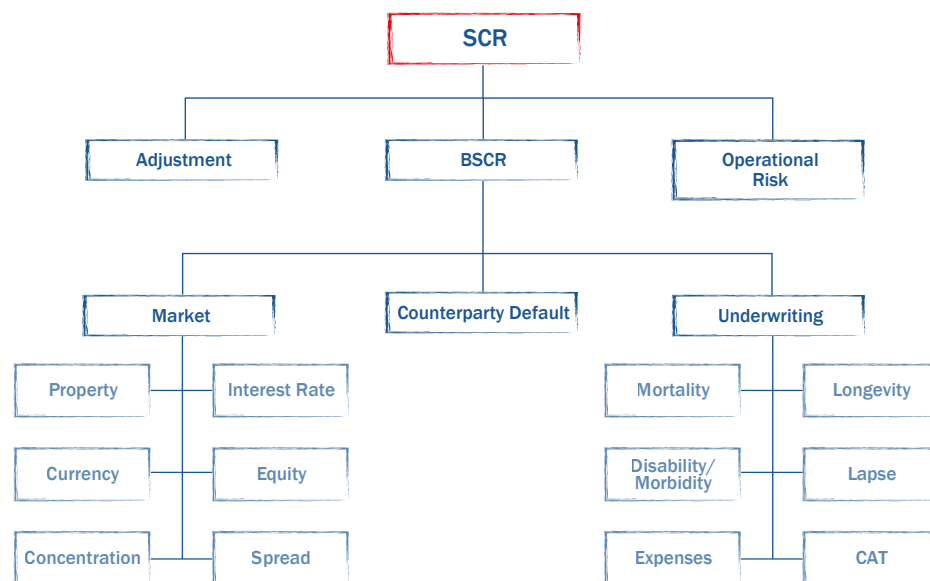 SCR
Adjustment
BSCR
Operational
Risk
Market
Counterparty Default
Underwriting
Property
Interest Rate
Mortality
Longevity
Currency
Equity
Disability/
Morbidity
Lapse
Concentration
Spread
Expenses
CAT